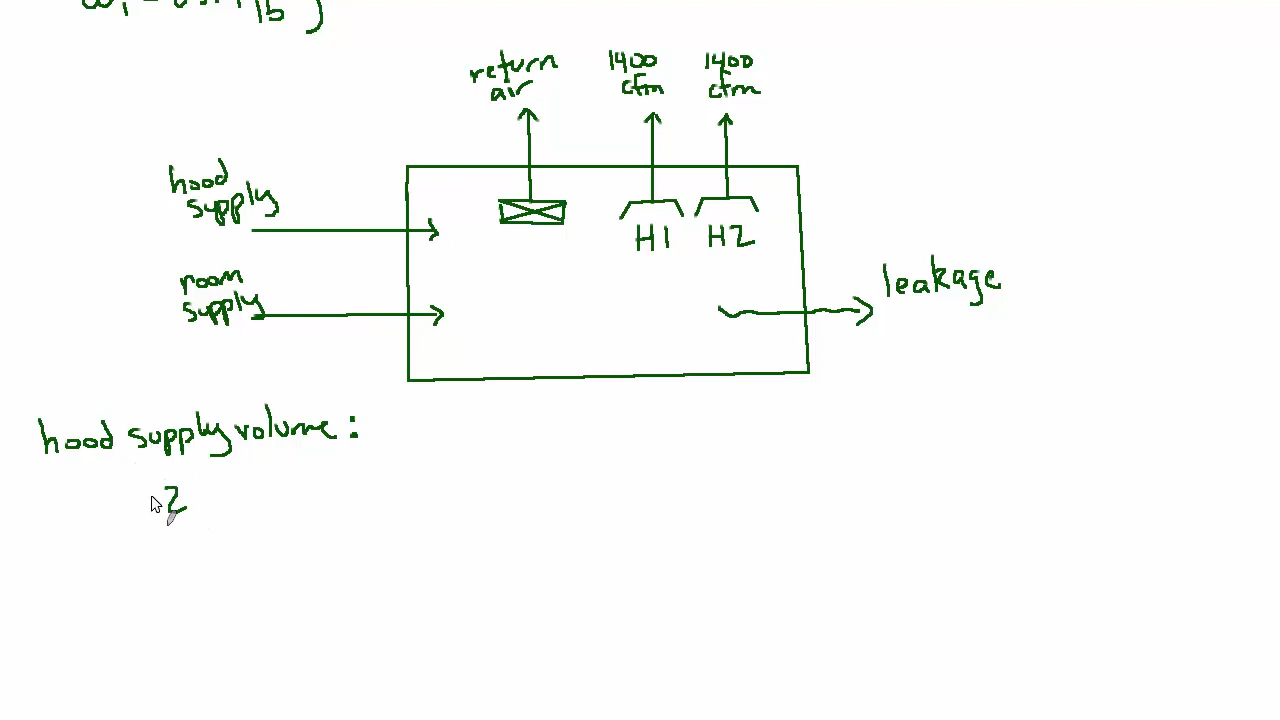 return
air
1400
cfm
1400
cfm
hood
supply
H1 H2
room
supply
leakage
hood supply volume:
2